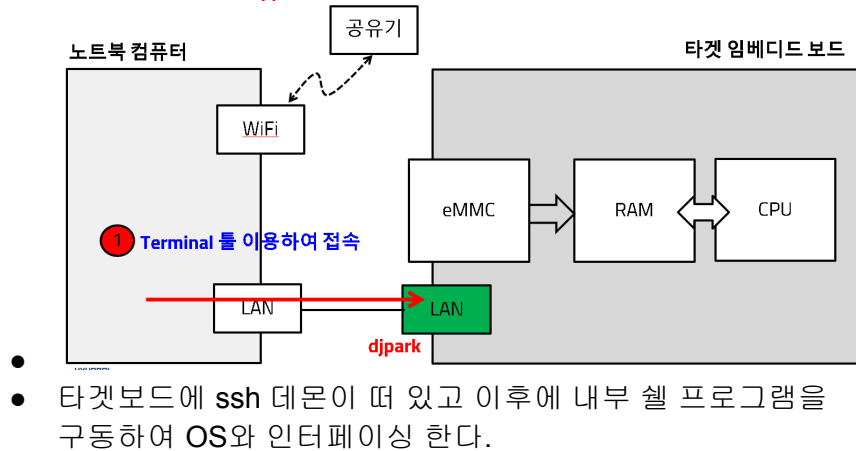 공유기
노트북 컴퓨터
타겟 임베디드 보드
WiFi
eMMC
RAM
CPU
1 Terminal 툴 이용하여 접속
LAN
LAN
djpark
타겟보드에 ssh 데몬이 떠 있고 이후에 내부 쉘 프로그램을
구동하여 OS와 인터페이싱 한다.